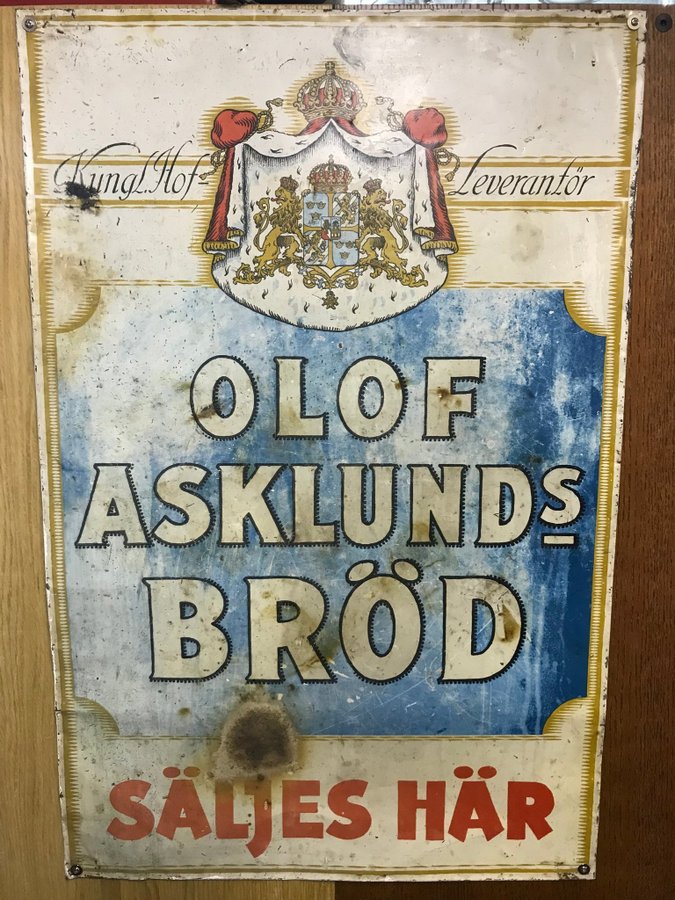 Kungl. Hof-Leverantör
OLOF
ASKLUNDS
BRÖD
SÄLJES HÄR